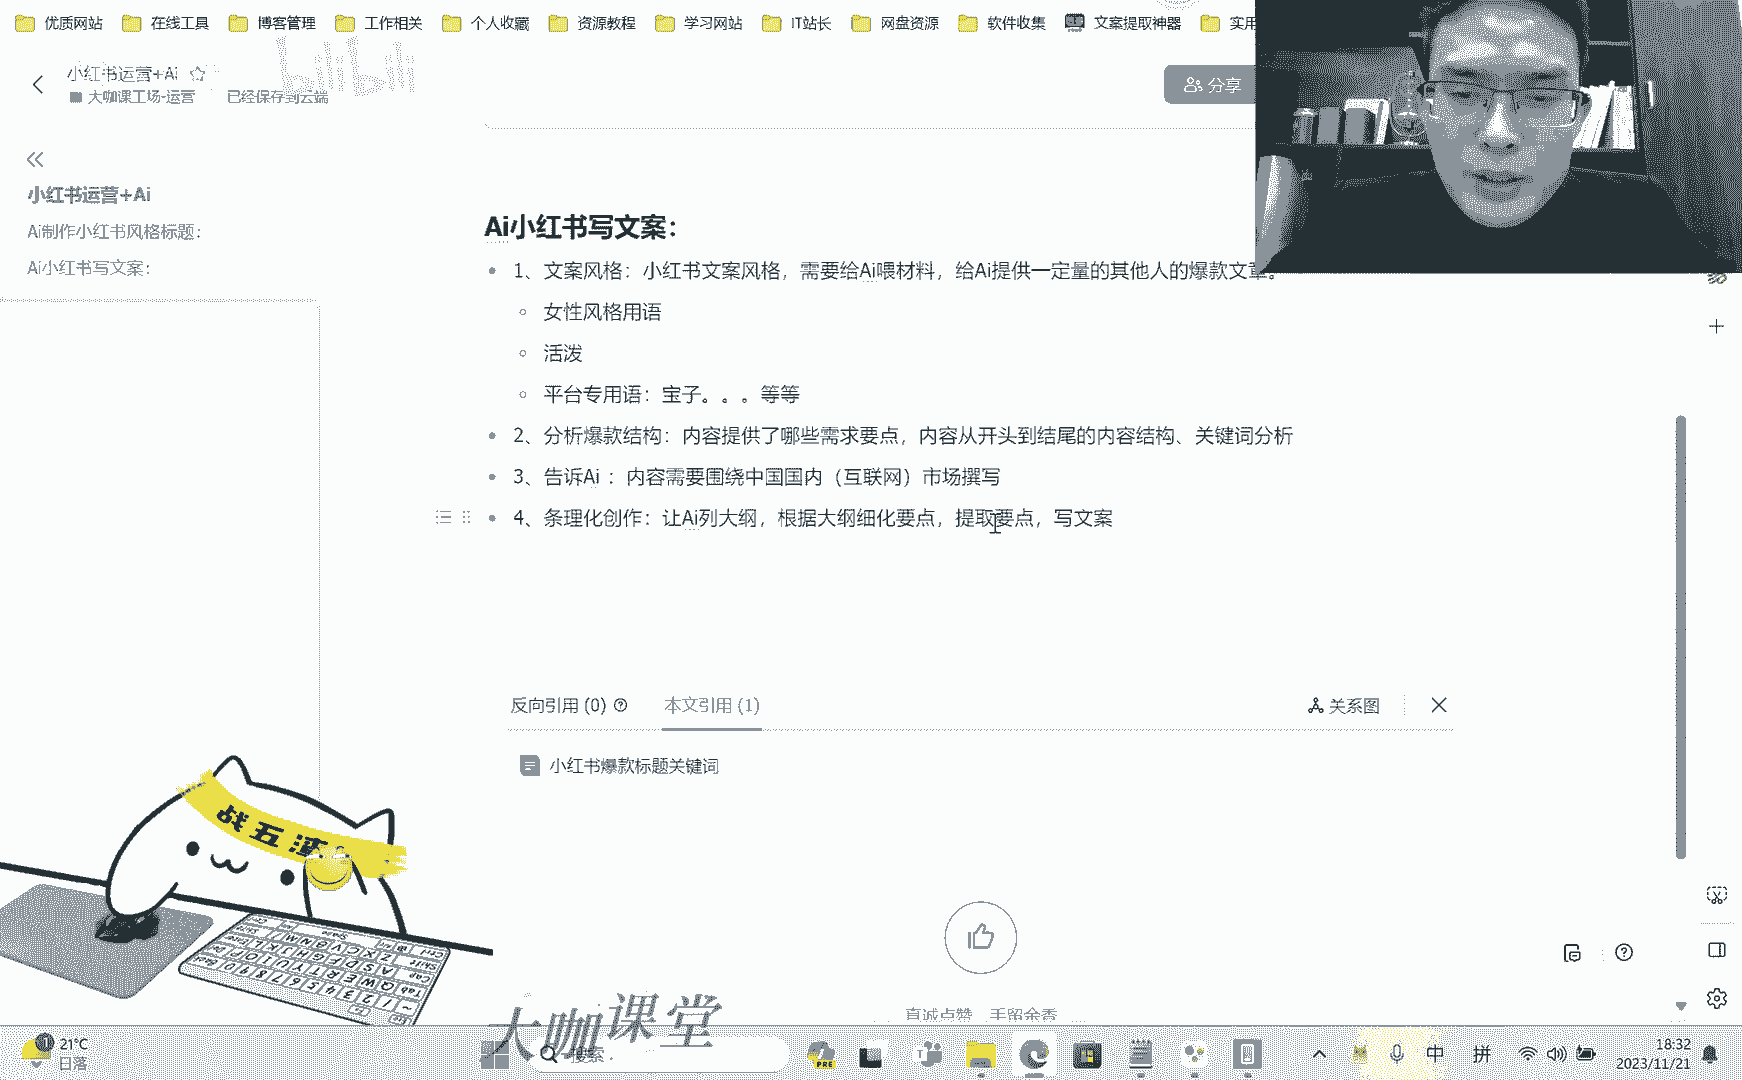 优质网站 在线工具 博客管理 工作相关 个人收藏 资源教程 学习网站 IT站长 网盘资源 软件收集 文案提取神器 实用
小红书运营+Ai
大咖课工场-运营 已经保存到云端
bilibili
分享
小红书运营+Ai
Ai制作小红书风格标题：
Ai小红书写文案：
Ai小红书写文案：
1、文案风格：小红书文案风格，需要给Ai喂材料，给Ai提供一定量的其他人的爆款文章。
女性风格用语
活泼
平台专用语：宝子。。。等等
2、分析爆款结构：内容提供了哪些需求要点，内容从开头到结尾的内容结构、关键词分析
3、告诉Ai ：内容需要围绕中国国内（互联网）市场撰写
4、条理化创作：让Ai列大纲，根据大纲细化要点，提取要点，写文案
反向引用 (0) 本文引用 (1) 关系图
小红书爆款标题关键词
战五渣
真诚点赞 手留余香
大咖课堂
21°C
日落
搜索
PRE
中 拼
18:32
2023/11/21